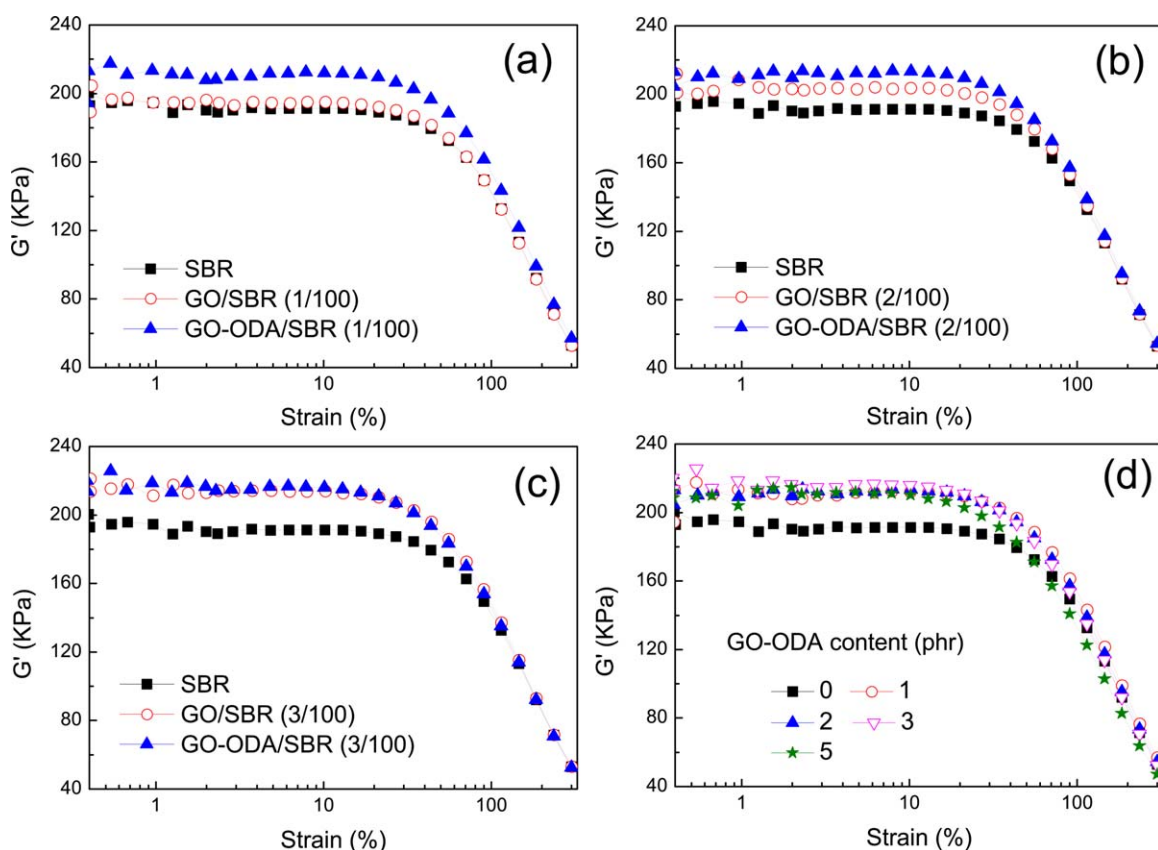 (a)
240
200
160
120
80
40
G' (KPa)
SBR
GO/SBR (1/100)
GO-ODA/SBR (1/100)
1 10 100
Strain (%)
(b)
240
200
160
120
80
40
G' (KPa)
SBR
GO/SBR (2/100)
GO-ODA/SBR (2/100)
1 10 100
Strain (%)
(c)
240
200
160
120
80
40
G' (KPa)
SBR
GO/SBR (3/100)
GO-ODA/SBR (3/100)
1 10 100
Strain (%)
(d)
240
200
160
120
80
40
G' (KPa)
GO-ODA content (phr)
0 1
2 3
5
1 10 100
Strain (%)